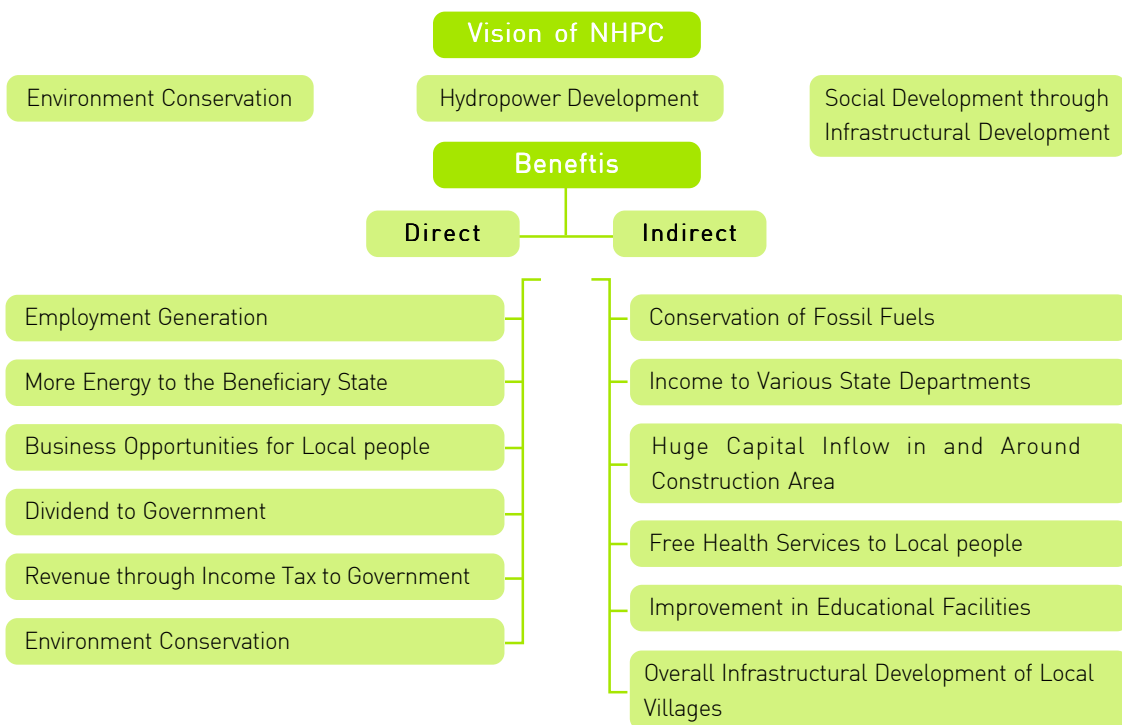 Vision of NHPC
Environment Conservation
Hydropower Development
Social Development through
Infrastructural Development
Beneftis
Direct
Indirect
Employment Generation
More Energy to the Beneficiary State
Business Opportunities for Local people
Dividend to Government
Revenue through Income Tax to Government
Environment Conservation
Conservation of Fossil Fuels
Income to Various State Departments
Huge Capital Inflow in and Around
Construction Area
Free Health Services to Local people
Improvement in Educational Facilities
Overall Infrastructural Development of Local
Villages